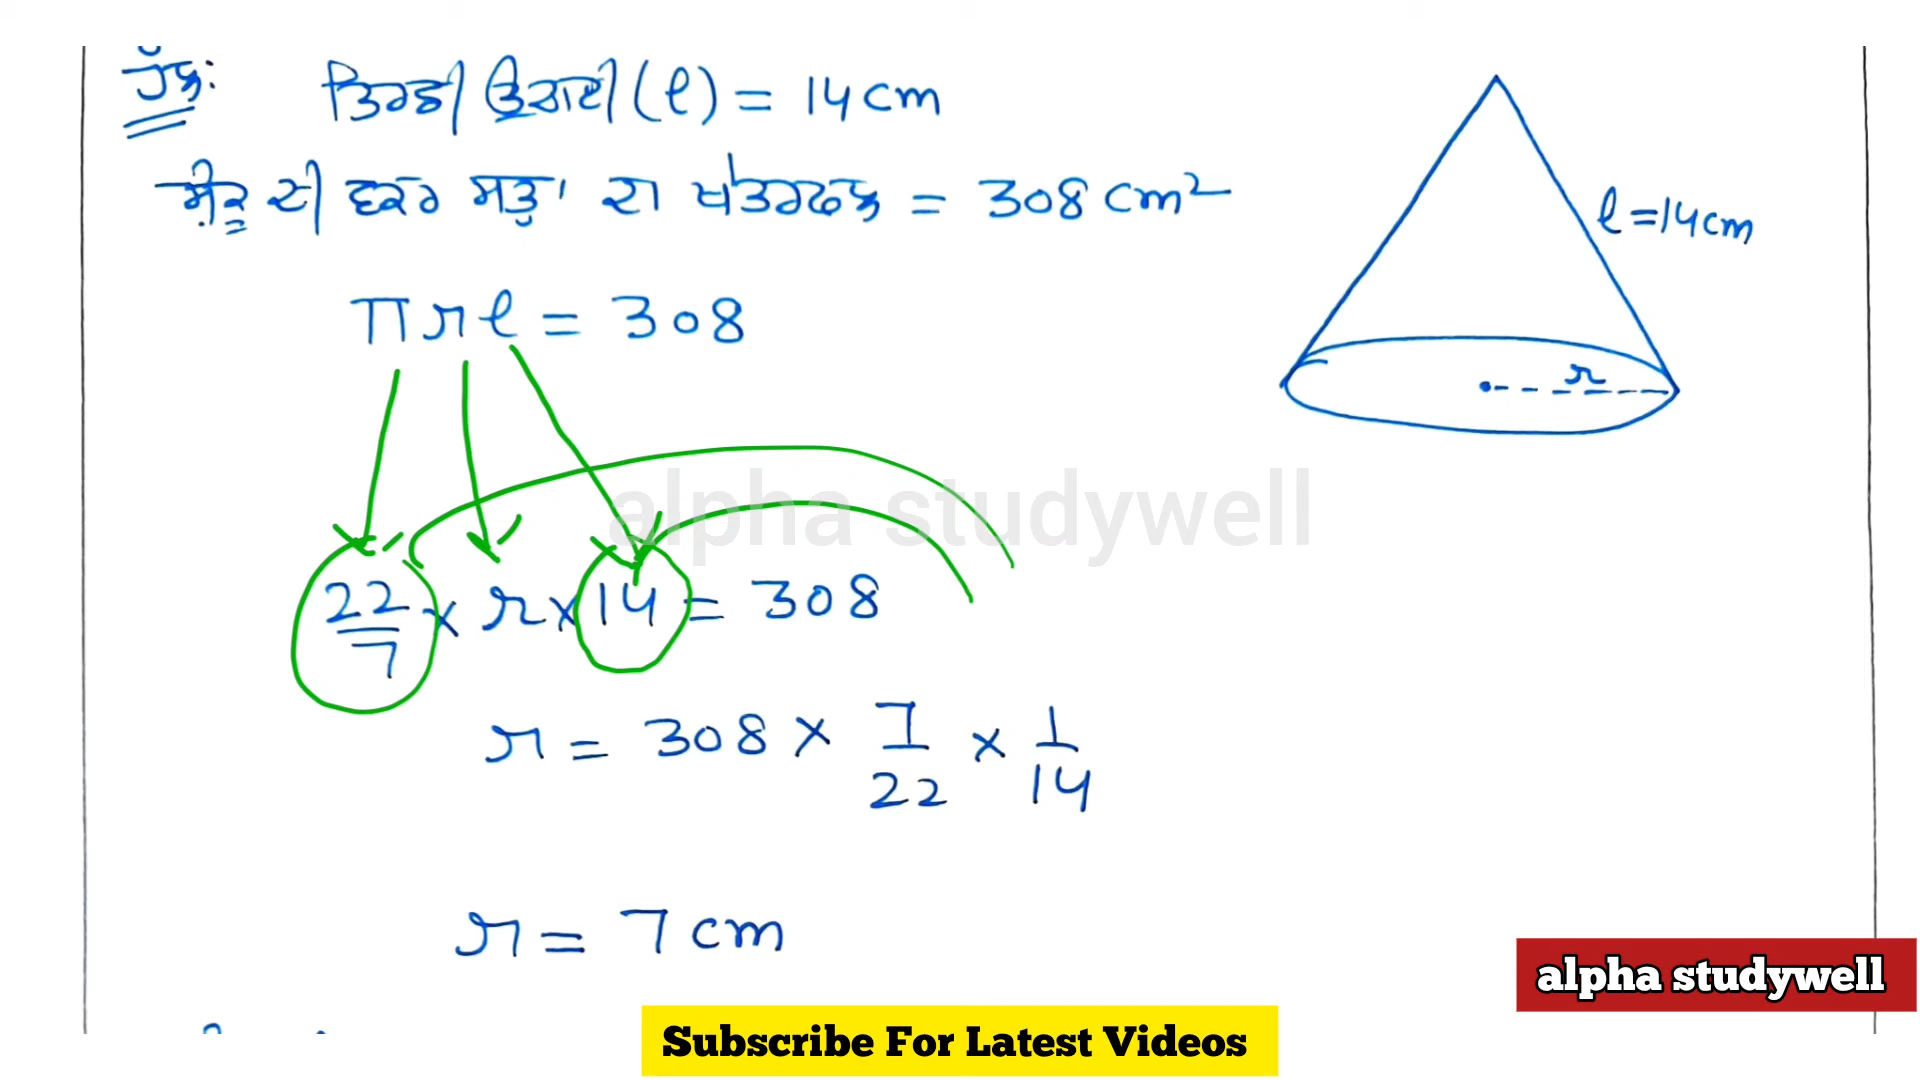 ਹੱਲ:
ਤਿਰਛੀ ਉਚਾਈ (l) = 14 cm
ਸ਼ੰਕੂ ਦੀ ਵਕਰ ਸਤ੍ਹਾ ਦਾ ਖੇਤਰਫਲ = 308 cm²
l = 14 cm
r
πrl = 308
alpha studywell
22/7 × r × 14 = 308
r = 308 × 7/22 × 1/14
r = 7 cm
alpha studywell
Subscribe For Latest Videos